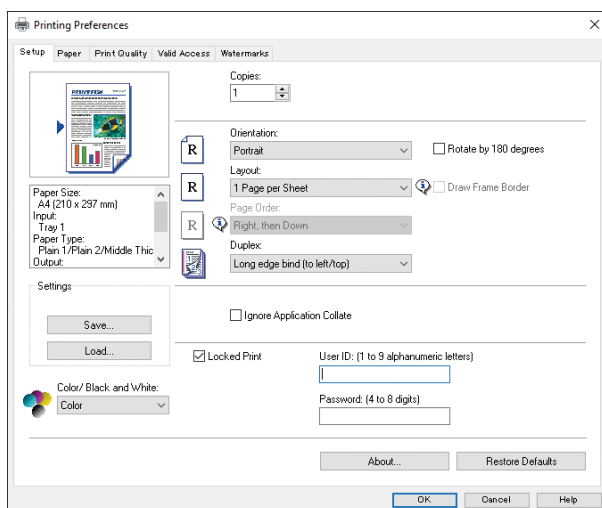 Printing Preferences
Setup Paper Print Quality Valid Access Watermarks
Copies:
1
Orientation:
R Portrait Rotate by 180 degrees
Layout:
R 1 Page per Sheet Draw Frame Border
Page Order:
R Right, then Down
Duplex:
Long edge bind (to left/top)
Paper Size:
A4 (210 x 297 mm)
Input:
Tray 1
Paper Type:
Plain 1/Plain 2/Middle Thic
Output:
Settings
Save...
Load...
Ignore Application Collate
Locked Print
User ID: (1 to 9 alphanumeric letters)
Password: (4 to 8 digits)
Color/ Black and White:
Color
About... Restore Defaults
OK Cancel Help